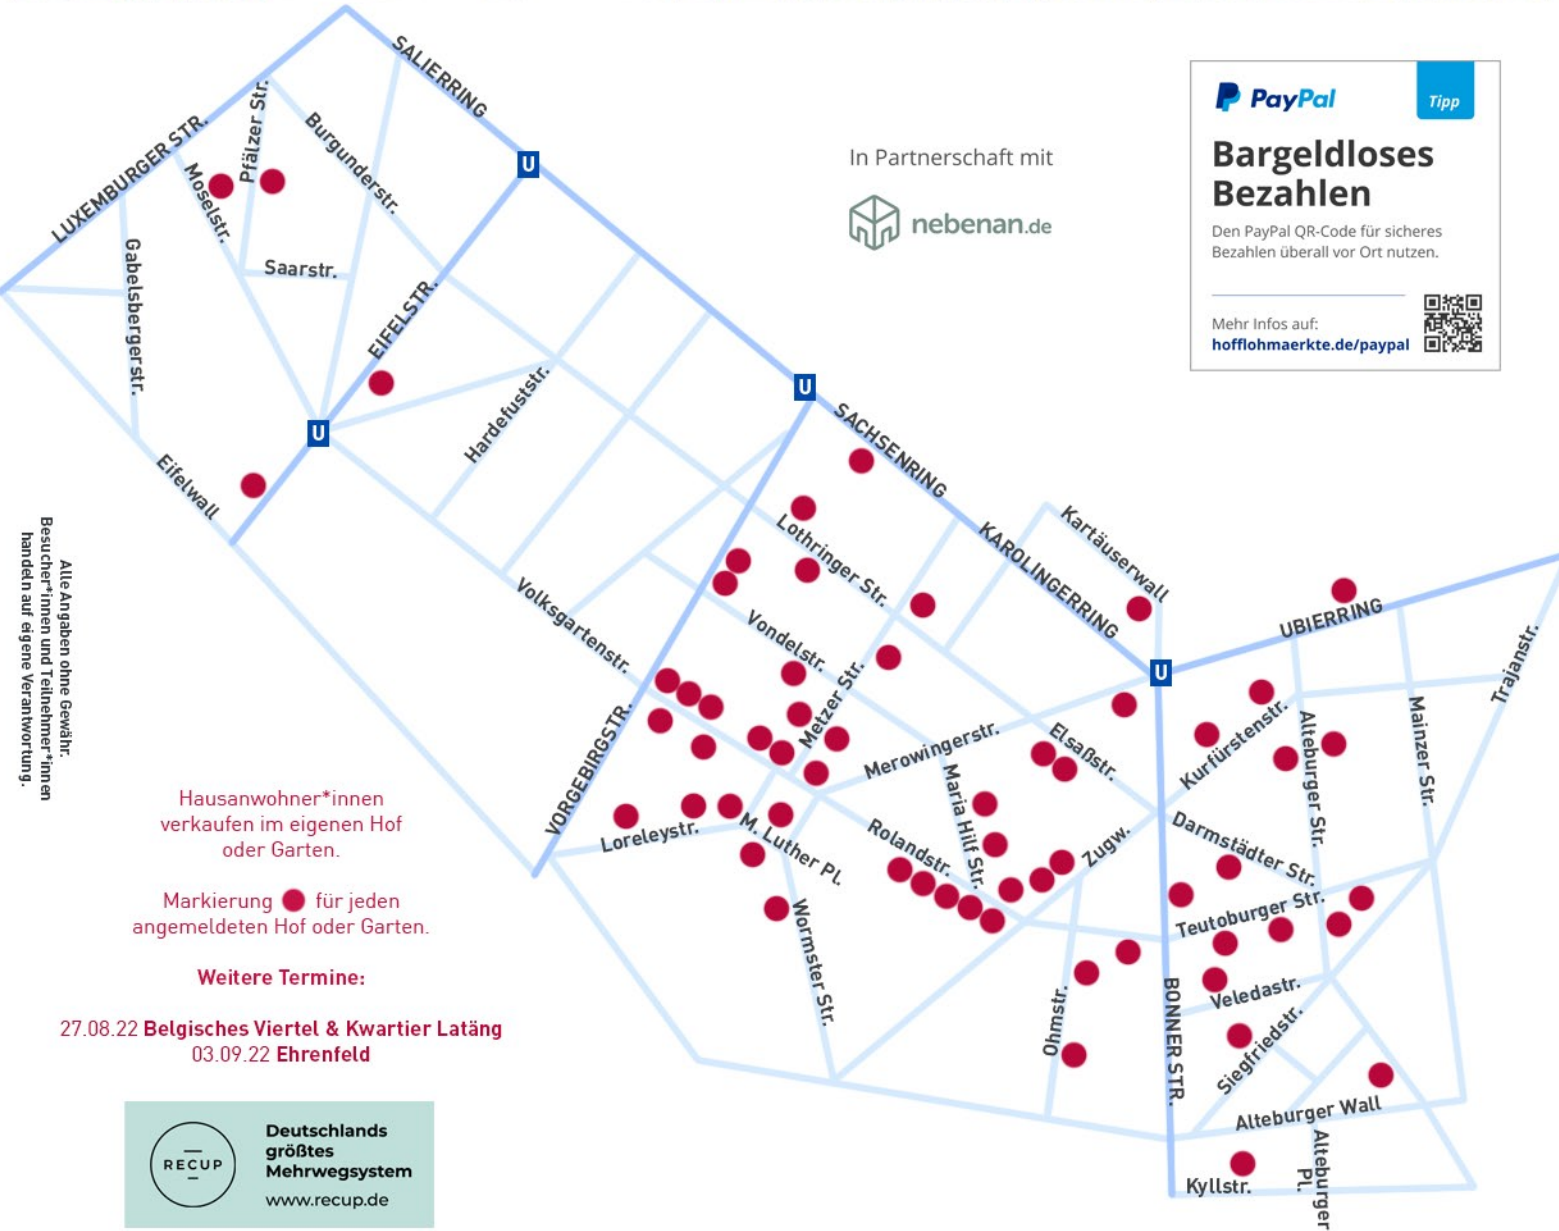 SALIERRING
LUXEMBURGER STR.
Pfälzer Str.
Burgunderstr.
Moselstr.
Gabelsbergerstr.
Saarstr.
EIFELSTR.
Hardefuststr.
Eifelwall
U
U
U
U
In Partnerschaft mit
nebenan.de
PayPal
Tipp
Bargeldloses
Bezahlen
Den PayPal QR-Code für sicheres
Bezahlen überall vor Ort nutzen.
Mehr Infos auf:
hofflohmaerkte.de/paypal
SACHSENRING
KAROLINGERRING
Kartäuserwall
UBIERRING
Trajanstr.
Lothringer Str.
Volksgartenstr.
Vondelstr.
Metzer Str.
VORGEBIRGSTR.
Merowingerstr.
Elsaßstr.
Kurfürstenstr.
Alteburger Str.
Mainzer Str.
Maria Hilf Str.
Loreleystr.
M. Luther Pl.
Rolandstr.
Zugw.
Darmstädter Str.
Teutoburger Str.
Wormster Str.
Ohmstr.
BONNER STR.
Veledastr.
Siegfriedstr.
Alteburger Wall
Alteburger
Pl.
Kyllstr.
Alle Angaben ohne Gewähr.
Besucher*innen und Teilnehmer*innen
handeln auf eigene Verantwortung.
Hausanwohner*innen
verkaufen im eigenen Hof
oder Garten.
Markierung für jeden
angemeldeten Hof oder Garten.
Weitere Termine:
27.08.22 Belgisches Viertel & Kwartier Latäng
03.09.22 Ehrenfeld
RECUP
Deutschlands
größtes
Mehrwegsystem
www.recup.de